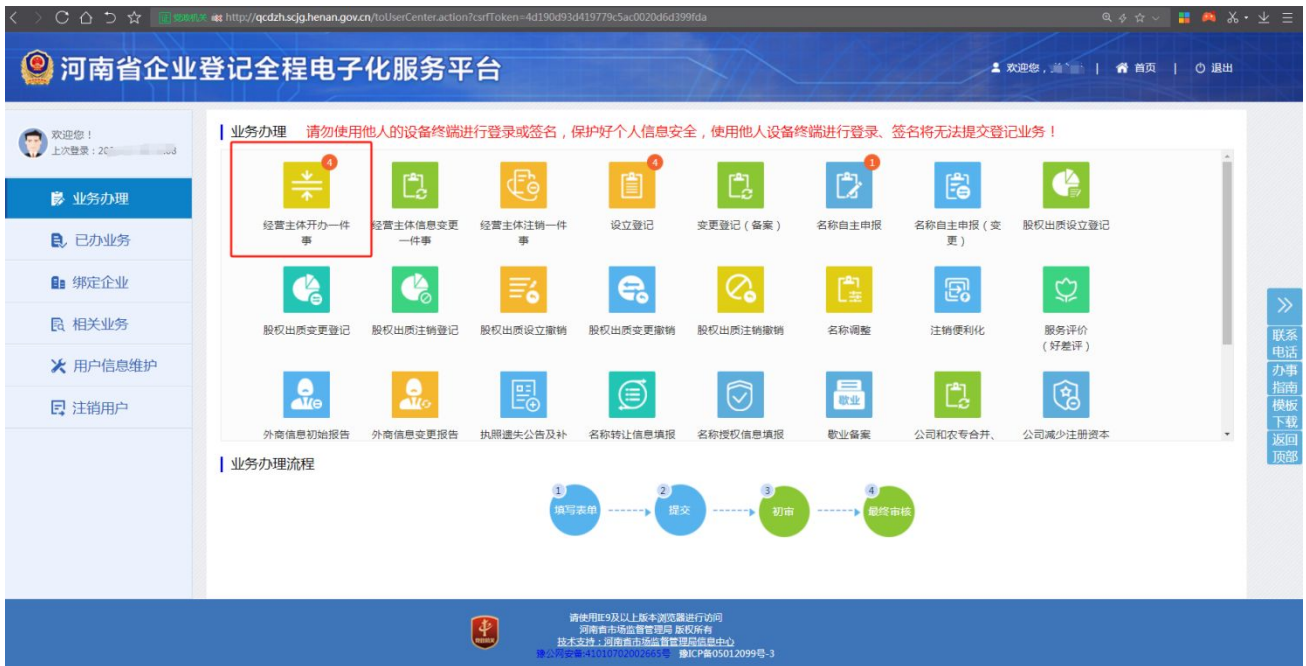 党政机关 http://qcdzh.scjg.henan.gov.cn/toUserCenter.action?csrfToken=4d190d93d419779c5ac0020d6d399fda
河南省企业登记全程电子化服务平台
欢迎您, | 首页 | 退出
欢迎您！
上次登录：20
业务办理
已办业务
绑定企业
相关业务
用户信息维护
注销用户
业务办理 请勿使用他人的设备终端进行登录或签名，保护好个人信息安全，使用他人设备终端进行登录、签名将无法提交登记业务！
4 4 1
经营主体开办一件 经营主体信息变更 经营主体注销一件 设立登记 变更登记（备案） 名称自主申报 名称自主申报（变 股权出质设立登记
事 一件事 事 更）
股权出质变更登记 股权出质注销登记 股权出质设立撤销 股权出质变更撤销 股权出质注销撤销 名称调整 注销便利化 服务评价
（好差评）
歇业
外商信息初始报告 外商信息变更报告 执照遗失公告及补 名称转让信息填报 名称授权信息填报 歇业备案 公司和农专合并、 公司减少注册资本
业务办理流程
1 2 3 4
填写表单 提交 初审 最终审核
联系
电话
办事
指南
模板
下载
返回
顶部
请使用IE9及以上版本浏览器进行访问
河南省市场监督管理局 版权所有
技术支持：河南省市场监督管理局信息中心
豫公网安备:41010702002665号 豫ICP备05012099号-3